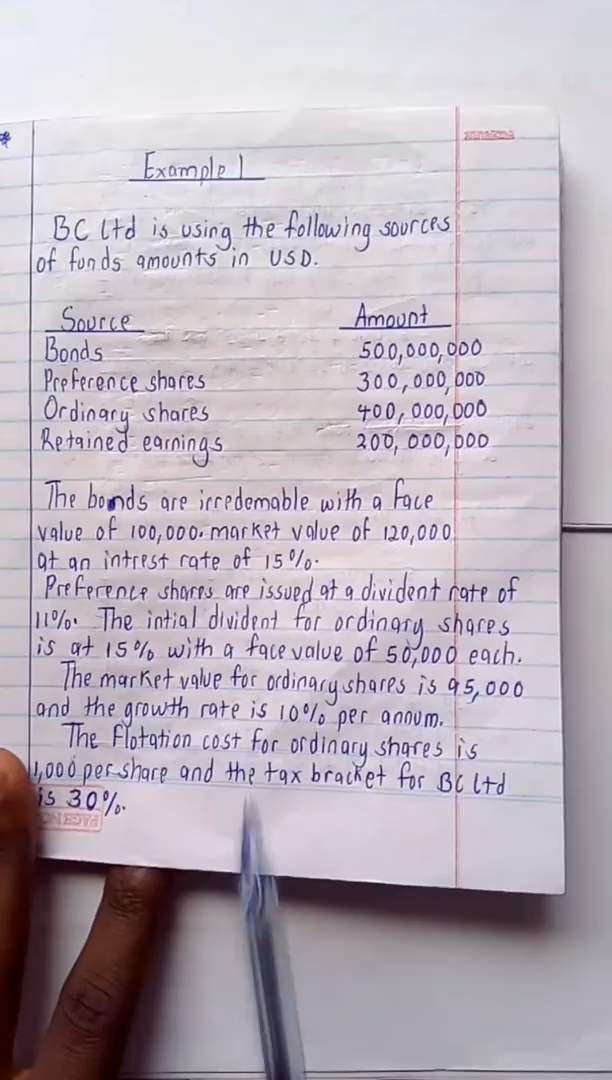 Example 1
BC Ltd is using the following sources
of funds amounts in USD.
Source Amount
Bonds 500,000,000
Preference shares 300,000,000
Ordinary shares 400,000,000
Retained earnings 200,000,000
The bonds are irredemable with a face
value of 100,000. market value of 120,000
at an intrest rate of 15%.
Preference shares are issued at a divident rate of
11%. The intial divident for ordinary shares
is at 15% with a face value of 50,000 each.
The market value for ordinary shares is 95,000
and the growth rate is 10% per annum.
The flotation cost for ordinary shares is
1,000 per share and the tax bracket for BC Ltd
is 30%.